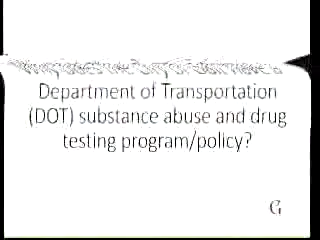 Department of Transportation
(DOT) substance abuse and drug
testing program/policy?
G